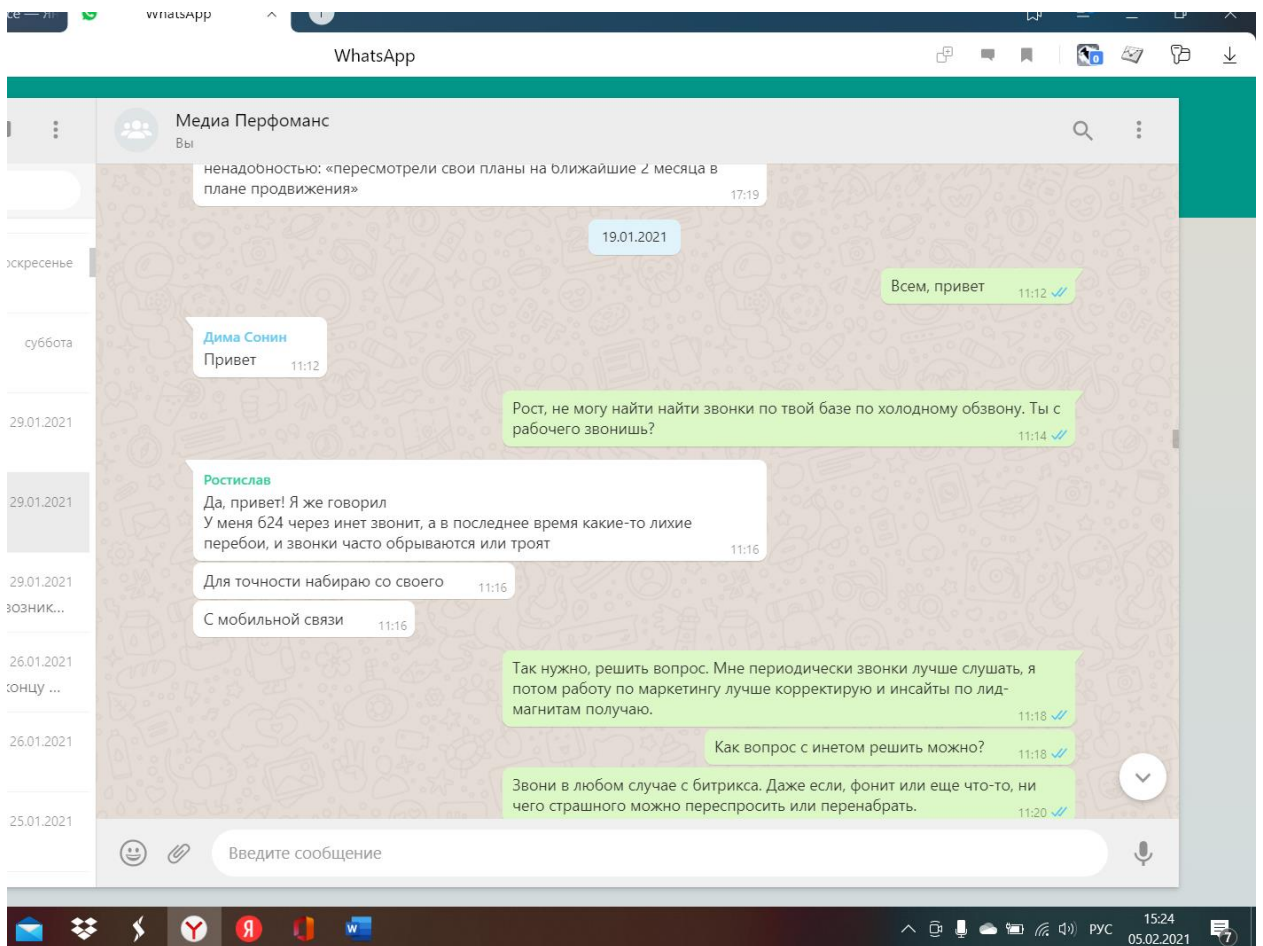 WhatsApp
WhatsApp
0
Медиа Перфоманс
Вы
ненадобностью: «пересмотрели свои планы на ближайшие 2 месяца в
плане продвижения»
17:19
19.01.2021
Всем, привет
11:12
Дима Сонин
Привет
11:12
Рост, не могу найти найти звонки по твой базе по холодному обзвону. Ты с
рабочего звонишь?
11:14
Ростислав
Да, привет! Я же говорил
У меня б24 через инет звонит, а в последнее время какие-то лихие
перебои, и звонки часто обрываются или троят
11:16
Для точности набираю со своего
11:16
С мобильной связи
11:16
Так нужно, решить вопрос. Мне периодически звонки лучше слушать, я
потом работу по маркетингу лучше корректирую и инсайты по лид-
магнитам получаю.
11:18
Как вопрос с инетом решить можно?
11:18
Звони в любом случае с битрикса. Даже если, фонит или еще что-то, ни
чего страшного можно переспросить или перенабрать.
11:20
Введите сообщение
оскресенье
суббота
29.01.2021
29.01.2021
29.01.2021
возник...
26.01.2021
концу ...
26.01.2021
25.01.2021
Я
W
РУС
15:24
05.02.2021
7